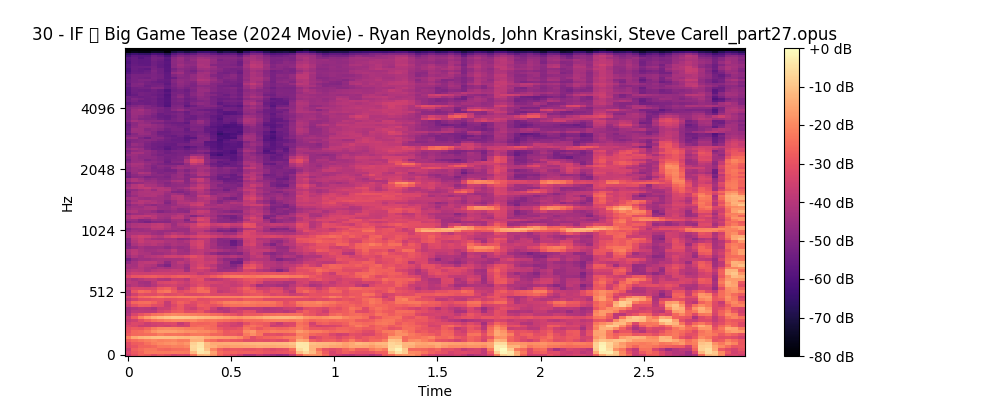 30 - IF ▯ Big Game Tease (2024 Movie) - Ryan Reynolds, John Krasinski, Steve Carell_part27.opus
+0 dB
-10 dB
-20 dB
-30 dB
-40 dB
-50 dB
-60 dB
-70 dB
-80 dB
4096
2048
1024
512
0
Hz
0 0.5 1 1.5 2 2.5
Time